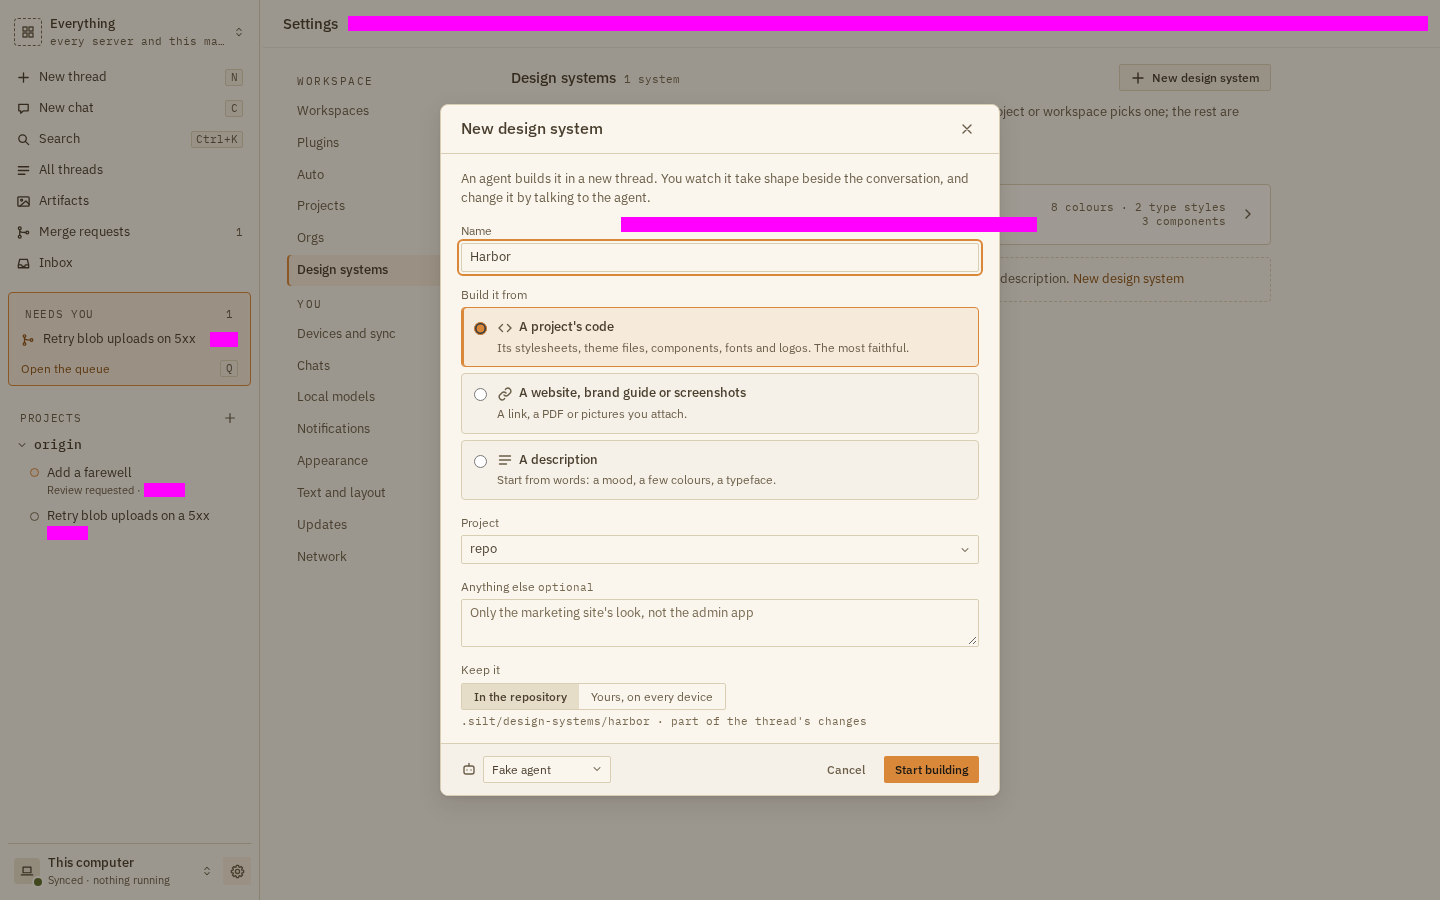 Everything
every server and this ma…
New thread
N
New chat
C
Search
Ctrl+K
All threads
Artifacts
Merge requests
1
Inbox
NEEDS YOU
1
Retry blob uploads on 5xx
Open the queue
Q
PROJECTS
origin
Add a farewell
Review requested ·
Retry blob uploads on a 5xx
This computer
Synced · nothing running
Settings
WORKSPACE
Workspaces
Plugins
Auto
Projects
Orgs
Design systems
YOU
Devices and sync
Chats
Local models
Notifications
Appearance
Text and layout
Updates
Network
Design systems 1 system
New design system
or workspace picks one; the rest are
8 colours · 2 type styles
3 components
description. New design system
New design system
An agent builds it in a new thread. You watch it take shape beside the conversation, and
change it by talking to the agent.
Name
Harbor
Build it from
A project's code
Its stylesheets, theme files, components, fonts and logos. The most faithful.
A website, brand guide or screenshots
A link, a PDF or pictures you attach.
A description
Start from words: a mood, a few colours, a typeface.
Project
repo
Anything else optional
Only the marketing site's look, not the admin app
Keep it
In the repository
Yours, on every device
.silt/design-systems/harbor · part of the thread's changes
Fake agent
Cancel
Start building